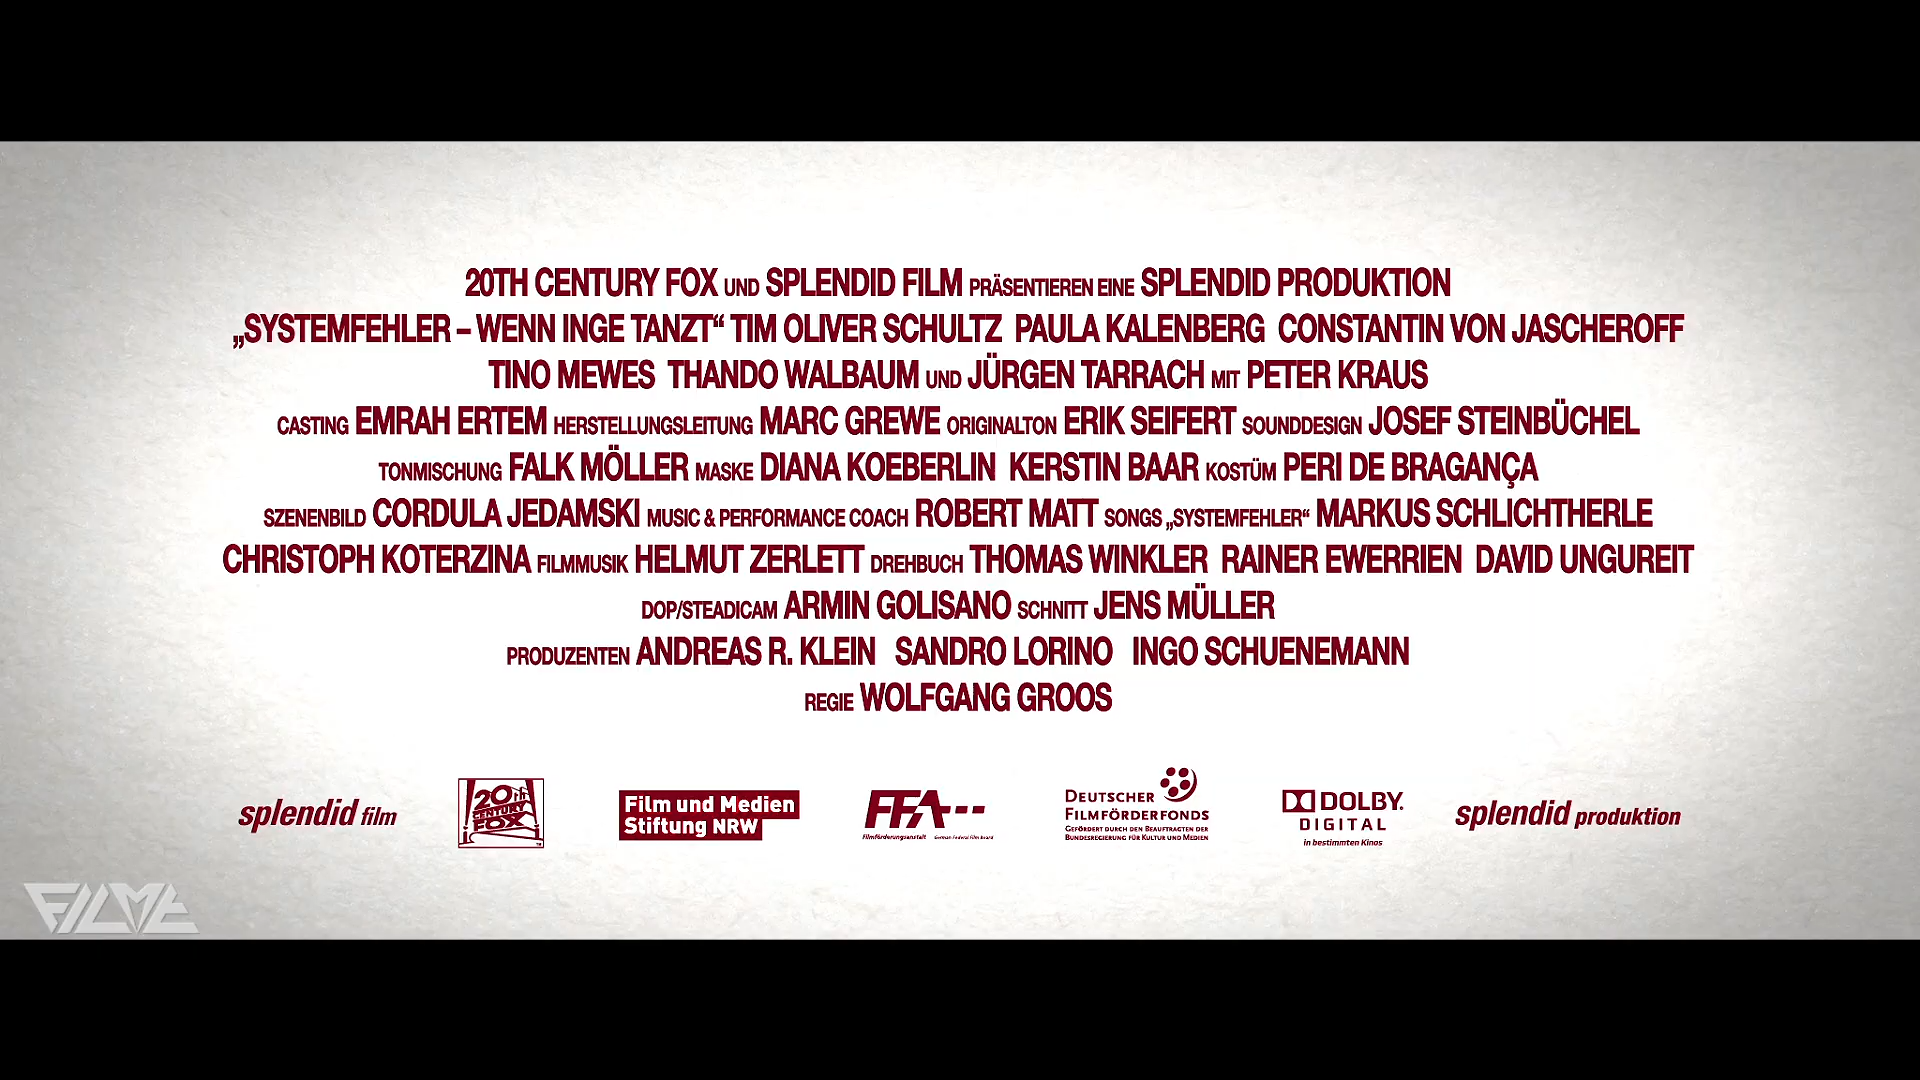 20TH CENTURY FOX UND SPLENDID FILM PRÄSENTIEREN EINE SPLENDID PRODUKTION
„SYSTEMFEHLER – WENN INGE TANZT“ TIM OLIVER SCHULTZ PAULA KALENBERG CONSTANTIN VON JASCHEROFF
TINO MEWES THANDO WALBAUM UND JÜRGEN TARRACH MIT PETER KRAUS
CASTING EMRAH ERTEM HERSTELLUNGSLEITUNG MARC GREWE ORIGINALTON ERIK SEIFERT SOUNDDESIGN JOSEF STEINBÜCHEL
TONMISCHUNG FALK MÖLLER MASKE DIANA KOEBERLIN KERSTIN BAAR KOSTÜM PERI DE BRAGANÇA
SZENENBILD CORDULA JEDAMSKI MUSIC & PERFORMANCE COACH ROBERT MATT SONGS „SYSTEMFEHLER“ MARKUS SCHLICHTHERLE
CHRISTOPH KOTERZINA FILMMUSIK HELMUT ZERLETT DREHBUCH THOMAS WINKLER RAINER EWERRIEN DAVID UNGUREIT
DOP/STEADICAM ARMIN GOLISANO SCHNITT JENS MÜLLER
PRODUZENTEN ANDREAS R. KLEIN SANDRO LORINO INGO SCHUENEMANN
REGIE WOLFGANG GROOS
splendid film
20th
CENTURY
FOX
Film und Medien
Stiftung NRW
FFA
Filmförderungsanstalt German Federal Film Board
DEUTSCHER
FILMFÖRDERFONDS
GEFÖRDERT DURCH DEN BEAUFTRAGTEN DER
BUNDESREGIERUNG FÜR KULTUR UND MEDIEN
DOLBY.
DIGITAL
in bestimmten Kinos
splendid produktion
FILME